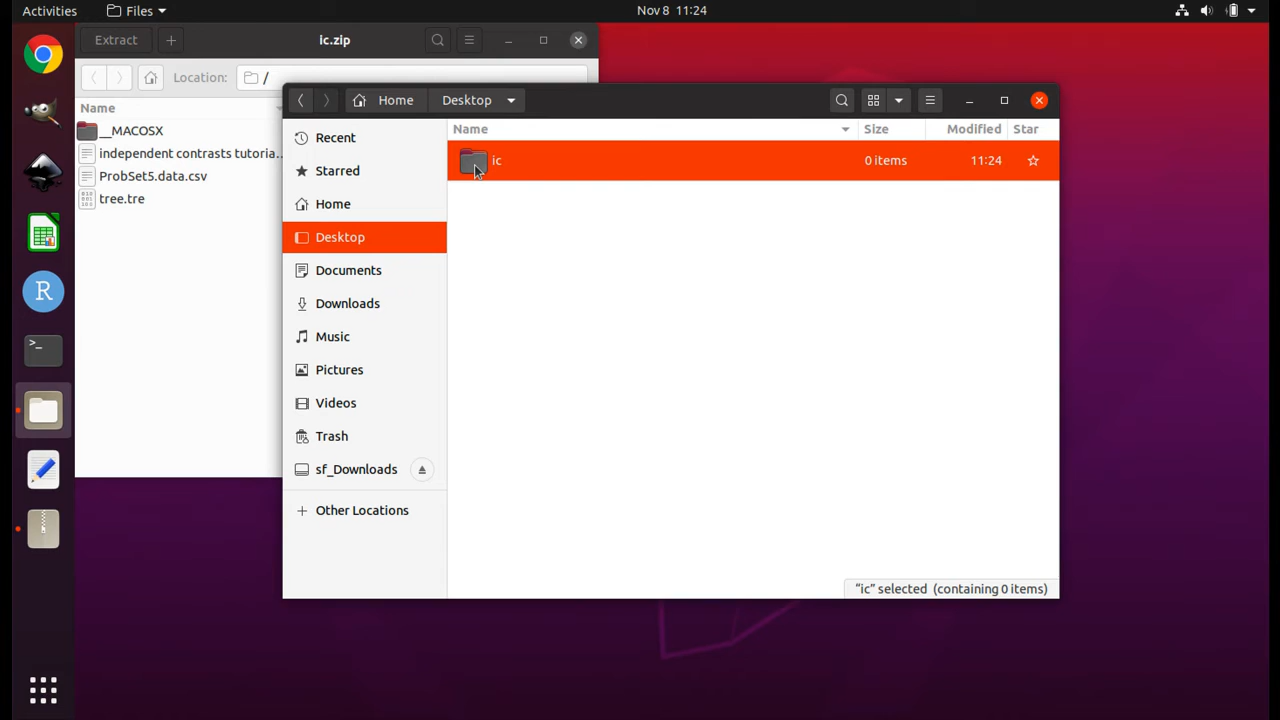 Activities
Files
Nov 8 11:24
Extract
ic.zip
Location:
/
Name
__MACOSX
independent contrasts tutoria...
ProbSet5.data.csv
tree.tre
Home
Desktop
Recent
Starred
Home
Desktop
Documents
Downloads
Music
Pictures
Videos
Trash
sf_Downloads
Other Locations
Name Size Modified Star
ic 0 items 11:24
"ic" selected (containing 0 items)
R
>_